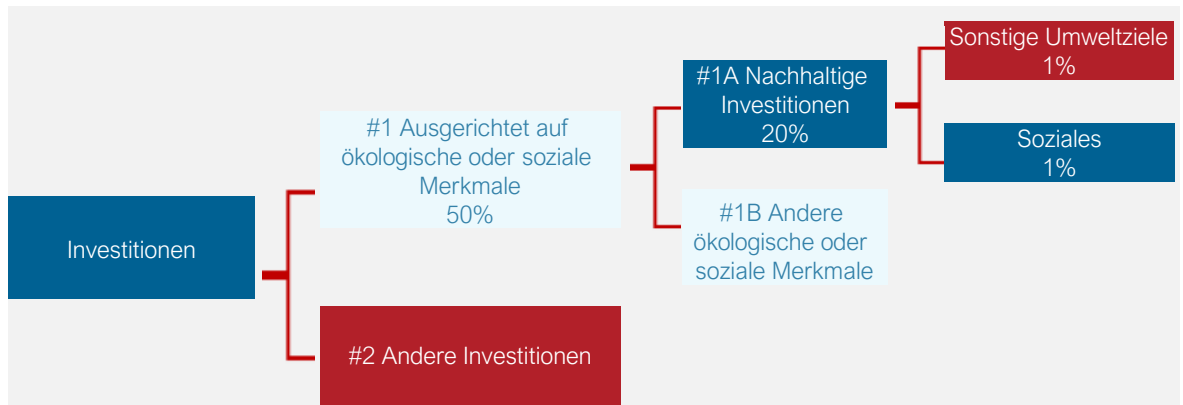 Investitionen
#1 Ausgerichtet auf
ökologische oder soziale
Merkmale
50%
#2 Andere Investitionen
#1A Nachhaltige
Investitionen
20%
#1B Andere
ökologische oder
soziale Merkmale
Sonstige Umweltziele
1%
Soziales
1%